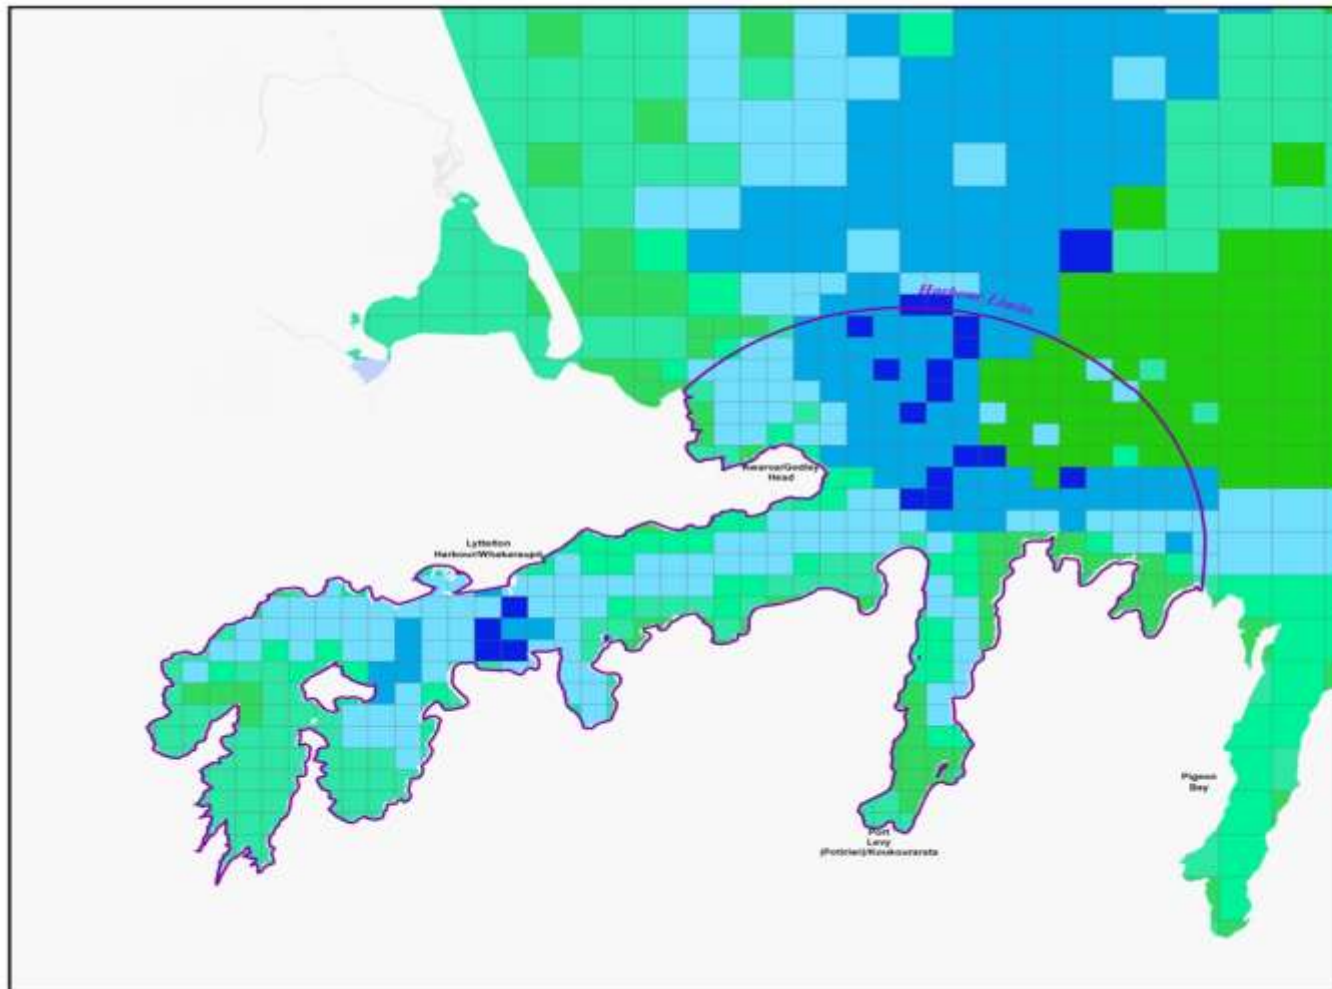 Harbour Limits
Awaroa/Godley
Head
Lyttelton
Harbour/Whakaraupō
Pigeon
Bay
Port
Levy
(Potiriwi)/Koukourarata